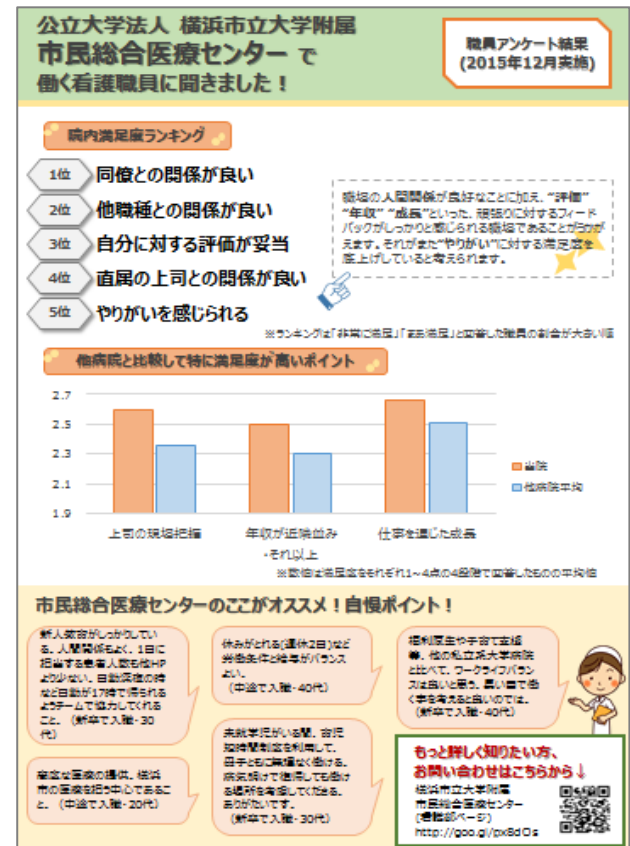 公立大学法人 横浜市立大学附属
市民総合医療センター で
働く看護職員に聞きました！
職員アンケート結果
(2015年12月実施)
院内満足度ランキング
1位 同僚との関係が良い
2位 他職種との関係が良い
3位 自分に対する評価が妥当
4位 直属の上司との関係が良い
5位 やりがいを感じられる
職場の人間関係が良好なことに加え、“評価”
“年収” “成長”といった、頑張りに対するフィード
バックがしっかりと感じられる職場であることがうかが
えます。それがまた“やりがい”に対する満足度を
底上げしていると考えられます。
※ランキングは「非常に満足」「まあ満足」と回答した職員の割合が大きい順
他病院と比較して特に満足度が高いポイント
2.7
2.5
2.3
2.1
1.9
上司の現場把握
年収が近隣並み
・それ以上
仕事を通じた成長
当院
他病院平均
※数値は満足度をそれぞれ1~4点の4段階で回答したものの平均値
市民総合医療センターのここがオススメ！自慢ポイント！
新人教育がしっかりしてい
る。人間関係もよく、1日に
担当する患者人数も他HP
より少ない。日勤深夜の時
など日勤が17時で帰られる
ようチームで協力してくれる
こと。（新卒で入職・30
代）
高度な医療の提供。横浜
市の医療を担う中心であるこ
と。（中途で入職・20代）
休みがとれる(連休2日)など
労働条件と給与がバランス
よい。
（中途で入職・40代）
未就学児がいる間、育児
短時間制度を利用して、
母子ともに無理なく働ける。
病気明けで復帰しても働け
る場所を考慮してくださる。
ありがたいです。
（新卒で入職・30代）
福利厚生や子育て支援
等、他の私立系大学病院
と比べて、ワークライフバラン
スは良いと思う。長い目で働
く事を考えると良いのでは。
（新卒で入職・40代）
もっと詳しく知りたい方、
お問い合わせはこちらから↓
横浜市立大学附属
市民総合医療センター
(看護部ページ)
http://goo.gl/px8dOs